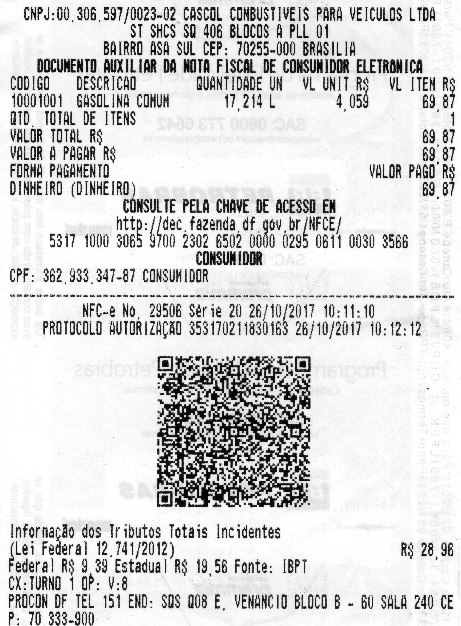 CNPJ:00.306.597/0023-02 CASCOL COMBUSTIVEIS PARA VEICULOS LTDA
ST SHCS SQ 406 BLOCOS A PLL 01
BAIRRO ASA SUL CEP: 70255-000 BRASILIA
DOCUMENTO AUXILIAR DA NOTA FISCAL DE CONSUMIDOR ELETRONICA
CODIGO DESCRICAO QUANTIDADE UN VL UNIT R$ VL ITEM R$
10001001 GASOLINA COMUM 17,214 L 4,059 69,87
QTD. TOTAL DE ITENS 1
VALOR TOTAL R$ 69,87
VALOR A PAGAR R$ 69,87
FORMA PAGAMENTO VALOR PAGO R$
DINHEIRO (DINHEIRO) 69,87
CONSULTE PELA CHAVE DE ACESSO EM
http://dec.fazenda.df.gov.br/NFCE/
5317 1000 3065 9700 2302 6502 0000 0295 0611 0030 3566
CONSUMIDOR
CPF: 362.933.347-87 CONSUMIDOR
NFC-e No. 29506 Série 20 26/10/2017 10:11:10
PROTOCOLO AUTORIZAÇÃO 353170211830163 26/10/2017 10:12:12
Informação dos Tributos Totais Incidentes
(Lei Federal 12.741/2012) R$ 28,96
Federal R$ 9,39 Estadual R$ 19,56 Fonte: IBPT
CX:TURNO 1 OP: V:8
PROCON DF TEL 151 END: SDS Q08 E. VENANCIO BLOCO B - 60 SALA 240 CE
P: 70.333-900